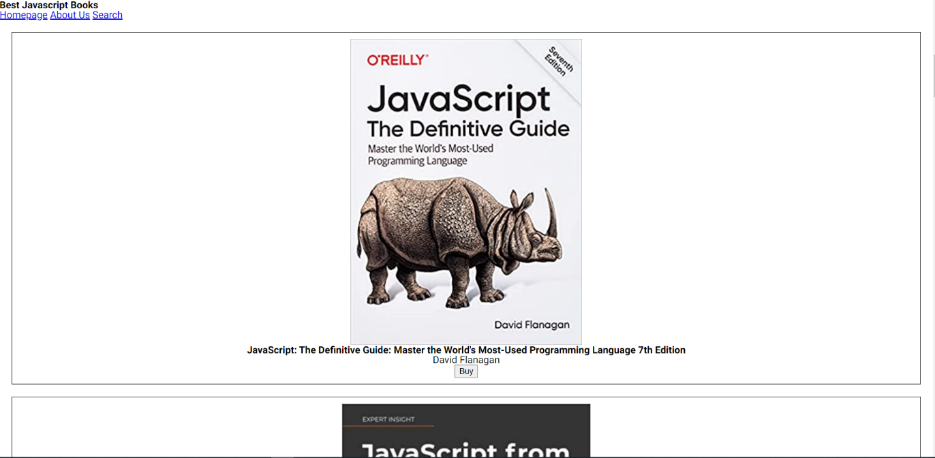 Best Javascript Books
Homepage About Us Search
O'REILLY®
Seventh
Edition
JavaScript
The Definitive Guide
Master the World's Most-Used
Programming Language
David Flanagan
JavaScript: The Definitive Guide: Master the World's Most-Used Programming Language 7th Edition
David Flanagan
Buy
EXPERT INSIGHT
JavaScript from